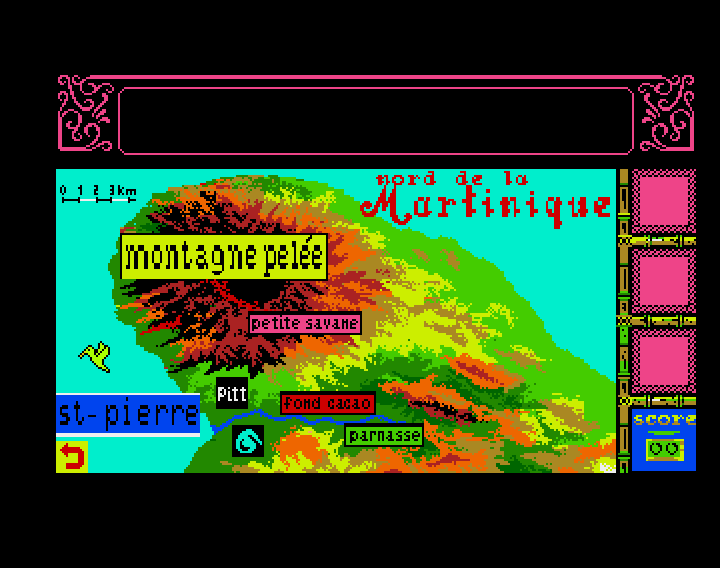 nord de la
Martinique
0 1 2 3km
montagne pelée
petite savane
Pitt
fond cacao
st-pierre
parnasse
score
00